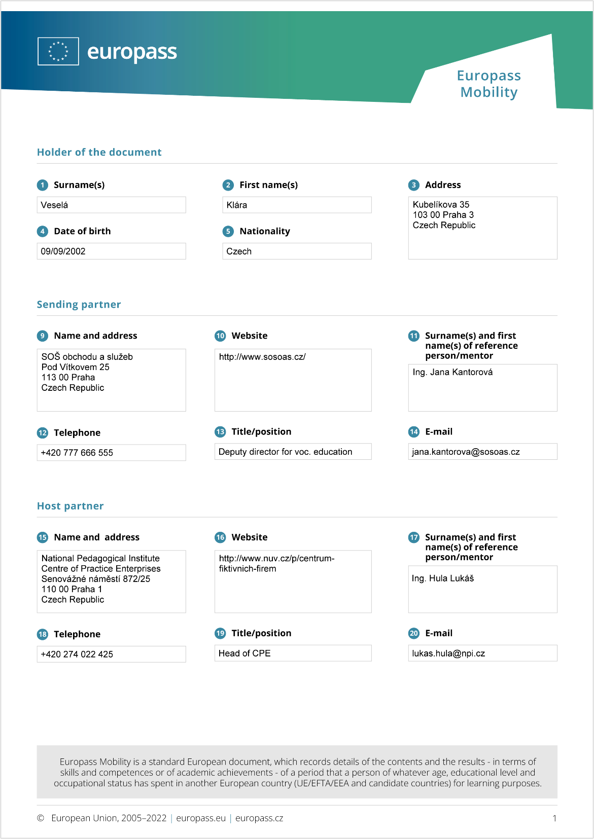 europass
Europass
Mobility
Holder of the document
1 Surname(s)
Veselá
2 First name(s)
Klára
3 Address
Kubelíkova 35
103 00 Praha 3
Czech Republic
4 Date of birth
09/09/2002
5 Nationality
Czech
Sending partner
9 Name and address
SOŠ obchodu a služeb
Pod Vítkovem 25
113 00 Praha
Czech Republic
10 Website
http://www.sosoas.cz/
11 Surname(s) and first
name(s) of reference
person/mentor
Ing. Jana Kantorová
12 Telephone
+420 777 666 555
13 Title/position
Deputy director for voc. education
14 E-mail
jana.kantorova@sosoas.cz
Host partner
15 Name and address
National Pedagogical Institute
Centre of Practice Enterprises
Senovážné náměstí 872/25
110 00 Praha 1
Czech Republic
16 Website
http://www.nuv.cz/p/centrum-
fiktivnich-firem
17 Surname(s) and first
name(s) of reference
person/mentor
Ing. Hula Lukáš
18 Telephone
+420 274 022 425
19 Title/position
Head of CPE
20 E-mail
lukas.hula@npi.cz
Europass Mobility is a standard European document, which records details of the contents and the results - in terms of
skills and competences or of academic achievements - of a period that a person of whatever age, educational level and
occupational status has spent in another European country (UE/EFTA/EEA and candidate countries) for learning purposes.
© European Union, 2005–2022 | europass.eu | europass.cz
1